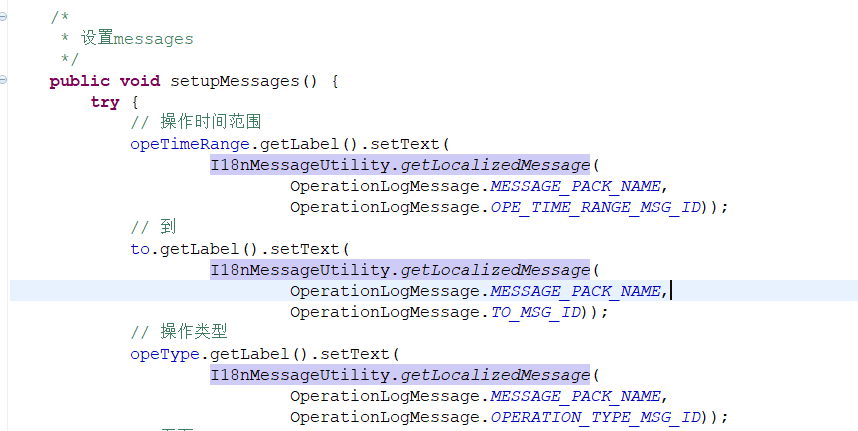 /*
 * 设置messages
 */
public void setupMessages() {
try {
// 操作时间范围
opeTimeRange.getLabel().setText(
I18nMessageUtility.getLocalizedMessage(
OperationLogMessage.MESSAGE_PACK_NAME,
OperationLogMessage.OPE_TIME_RANGE_MSG_ID));
// 到
to.getLabel().setText(
I18nMessageUtility.getLocalizedMessage(
OperationLogMessage.MESSAGE_PACK_NAME,
OperationLogMessage.TO_MSG_ID));
// 操作类型
opeType.getLabel().setText(
I18nMessageUtility.getLocalizedMessage(
OperationLogMessage.MESSAGE_PACK_NAME,
OperationLogMessage.OPERATION_TYPE_MSG_ID));